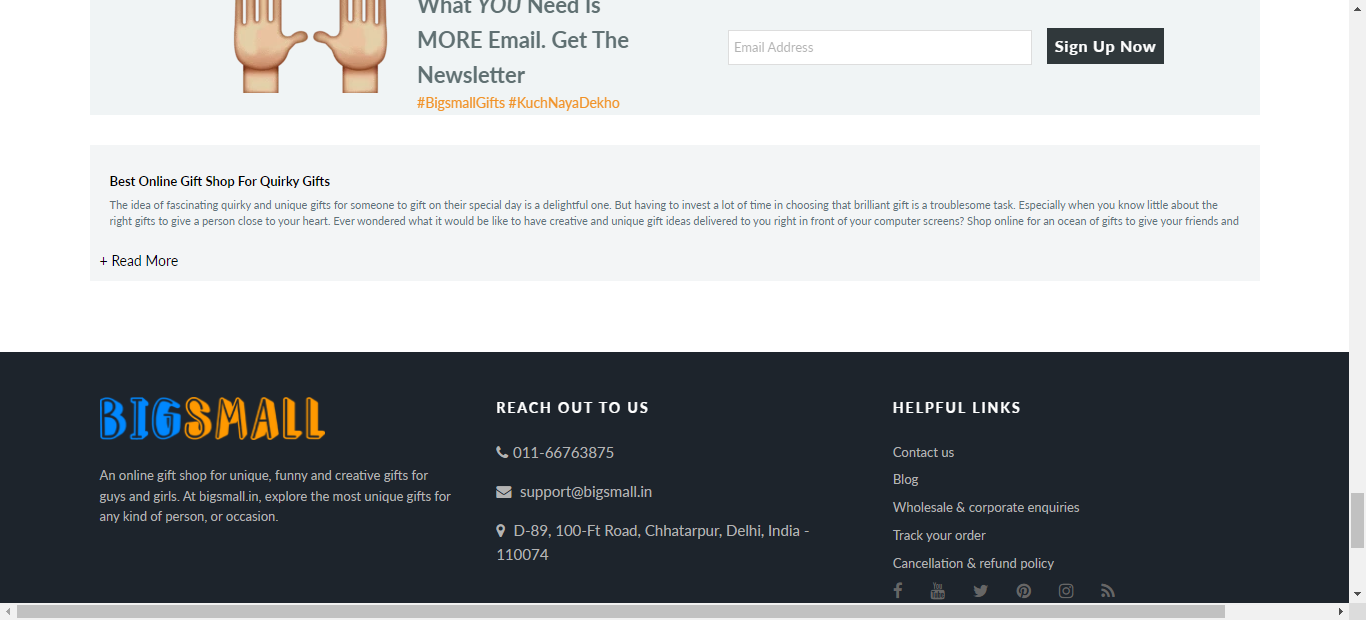 What YOU Need Is
MORE Email. Get The
Newsletter
#BigsmallGifts #KuchNayaDekho
Email Address
Sign Up Now
Best Online Gift Shop For Quirky Gifts
The idea of fascinating quirky and unique gifts for someone to gift on their special day is a delightful one. But having to invest a lot of time in choosing that brilliant gift is a troublesome task. Especially when you know little about the
right gifts to give a person close to your heart. Ever wondered what it would be like to have creative and unique gift ideas delivered to you right in front of your computer screens? Shop online for an ocean of gifts to give your friends and
+ Read More
BIGSMALL
An online gift shop for unique, funny and creative gifts for
guys and girls. At bigsmall.in, explore the most unique gifts for
any kind of person, or occasion.
REACH OUT TO US
011-66763875
support@bigsmall.in
D-89, 100-Ft Road, Chhatarpur, Delhi, India -
110074
HELPFUL LINKS
Contact us
Blog
Wholesale & corporate enquiries
Track your order
Cancellation & refund policy
You
Tube